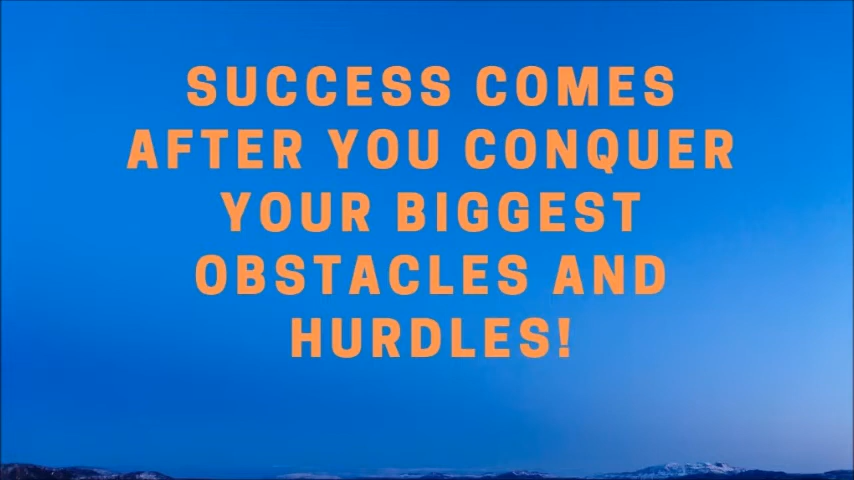 SUCCESS COMES
AFTER YOU CONQUER
YOUR BIGGEST
OBSTACLES AND
HURDLES!